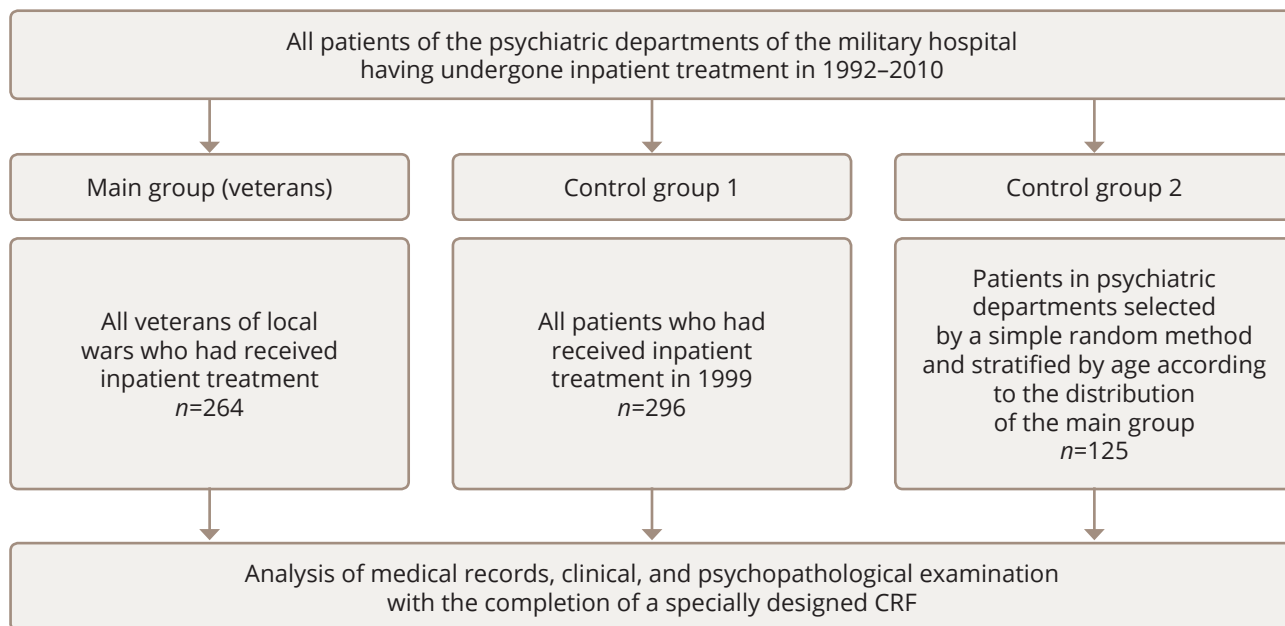 All patients of the psychiatric departments of the military hospital
having undergone inpatient treatment in 1992–2010
Main group (veterans)
Control group 1
Control group 2
All veterans of local
wars who had received
inpatient treatment
n=264
All patients who had
received inpatient
treatment in 1999
n=296
Patients in psychiatric
departments selected
by a simple random method
and stratified by age according
to the distribution
of the main group
n=125
Analysis of medical records, clinical, and psychopathological examination
with the completion of a specially designed CRF